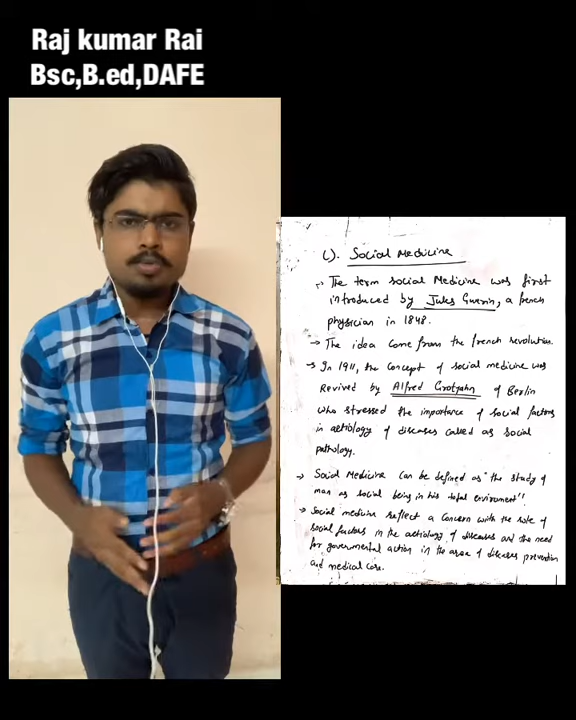 Raj kumar Rai
Bsc,B.ed,DAFE
C). Social Medicine
→ The term social Medicine was first
introduced by Jules Guerin, a french
physician in 1848.
→ The idea come from the french revolution.
→ In 1911, the concept of social medicine was
Revived by Alfred Grotjahn of Berlin
who stressed the importance of social factors
in aetiology of diseases called as social
pathology.
→ Social Medicine can be defined as "the study of
man as social being in his total enviroment".
→ Social medicine reflect a concern with the role of
social factors in the aetiology of diseases and the need
for governmental action in the area of diseases prevention
and medical care.